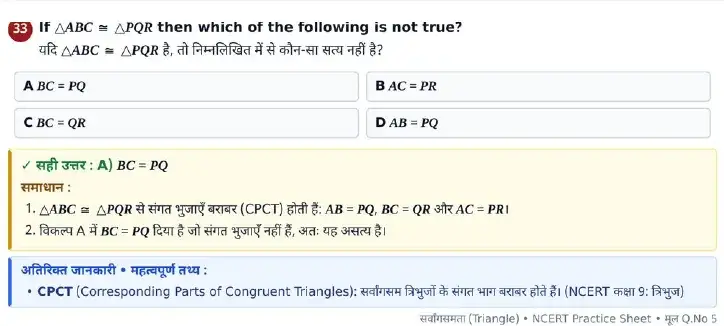 33 If △ABC ≅ △PQR then which of the following is not true?
यदि △ABC ≅ △PQR है, तो निम्नलिखित में से कौन-सा सत्य नहीं है?
A BC = PQ
B AC = PR
C BC = QR
D AB = PQ
✓ सही उत्तर : A) BC = PQ
समाधान :
1. △ABC ≅ △PQR से संगत भुजाएँ बराबर (CPCT) होती हैं: AB = PQ, BC = QR और AC = PR।
2. विकल्प A में BC = PQ दिया है जो संगत भुजाएँ नहीं हैं, अतः यह असत्य है।
अतिरिक्त जानकारी • महत्वपूर्ण तथ्य :
• CPCT (Corresponding Parts of Congruent Triangles): सर्वांगसम त्रिभुजों के संगत भाग बराबर होते हैं। (NCERT कक्षा 9: त्रिभुज)
सर्वांगसमता (Triangle) • NCERT Practice Sheet • मूल Q.No 5